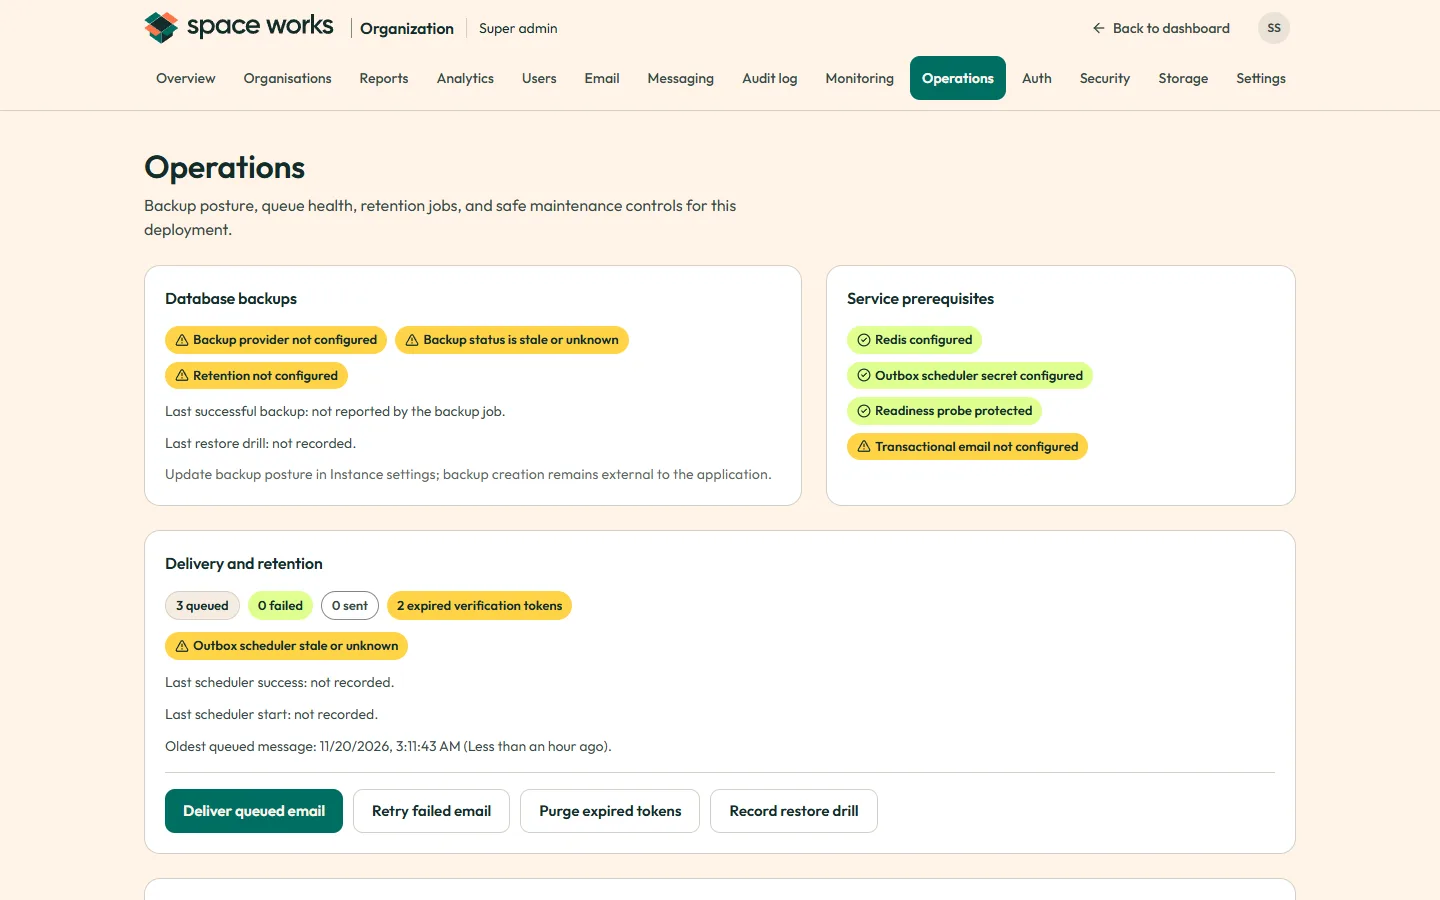 space works
Organization
Super admin
Back to dashboard
SS
Overview
Organisations
Reports
Analytics
Users
Email
Messaging
Audit log
Monitoring
Operations
Auth
Security
Storage
Settings
Operations
Backup posture, queue health, retention jobs, and safe maintenance controls for this
deployment.
Database backups
Backup provider not configured
Backup status is stale or unknown
Retention not configured
Last successful backup: not reported by the backup job.
Last restore drill: not recorded.
Update backup posture in Instance settings; backup creation remains external to the application.
Service prerequisites
Redis configured
Outbox scheduler secret configured
Readiness probe protected
Transactional email not configured
Delivery and retention
3 queued
0 failed
0 sent
2 expired verification tokens
Outbox scheduler stale or unknown
Last scheduler success: not recorded.
Last scheduler start: not recorded.
Oldest queued message: 11/20/2026, 3:11:43 AM (Less than an hour ago).
Deliver queued email
Retry failed email
Purge expired tokens
Record restore drill